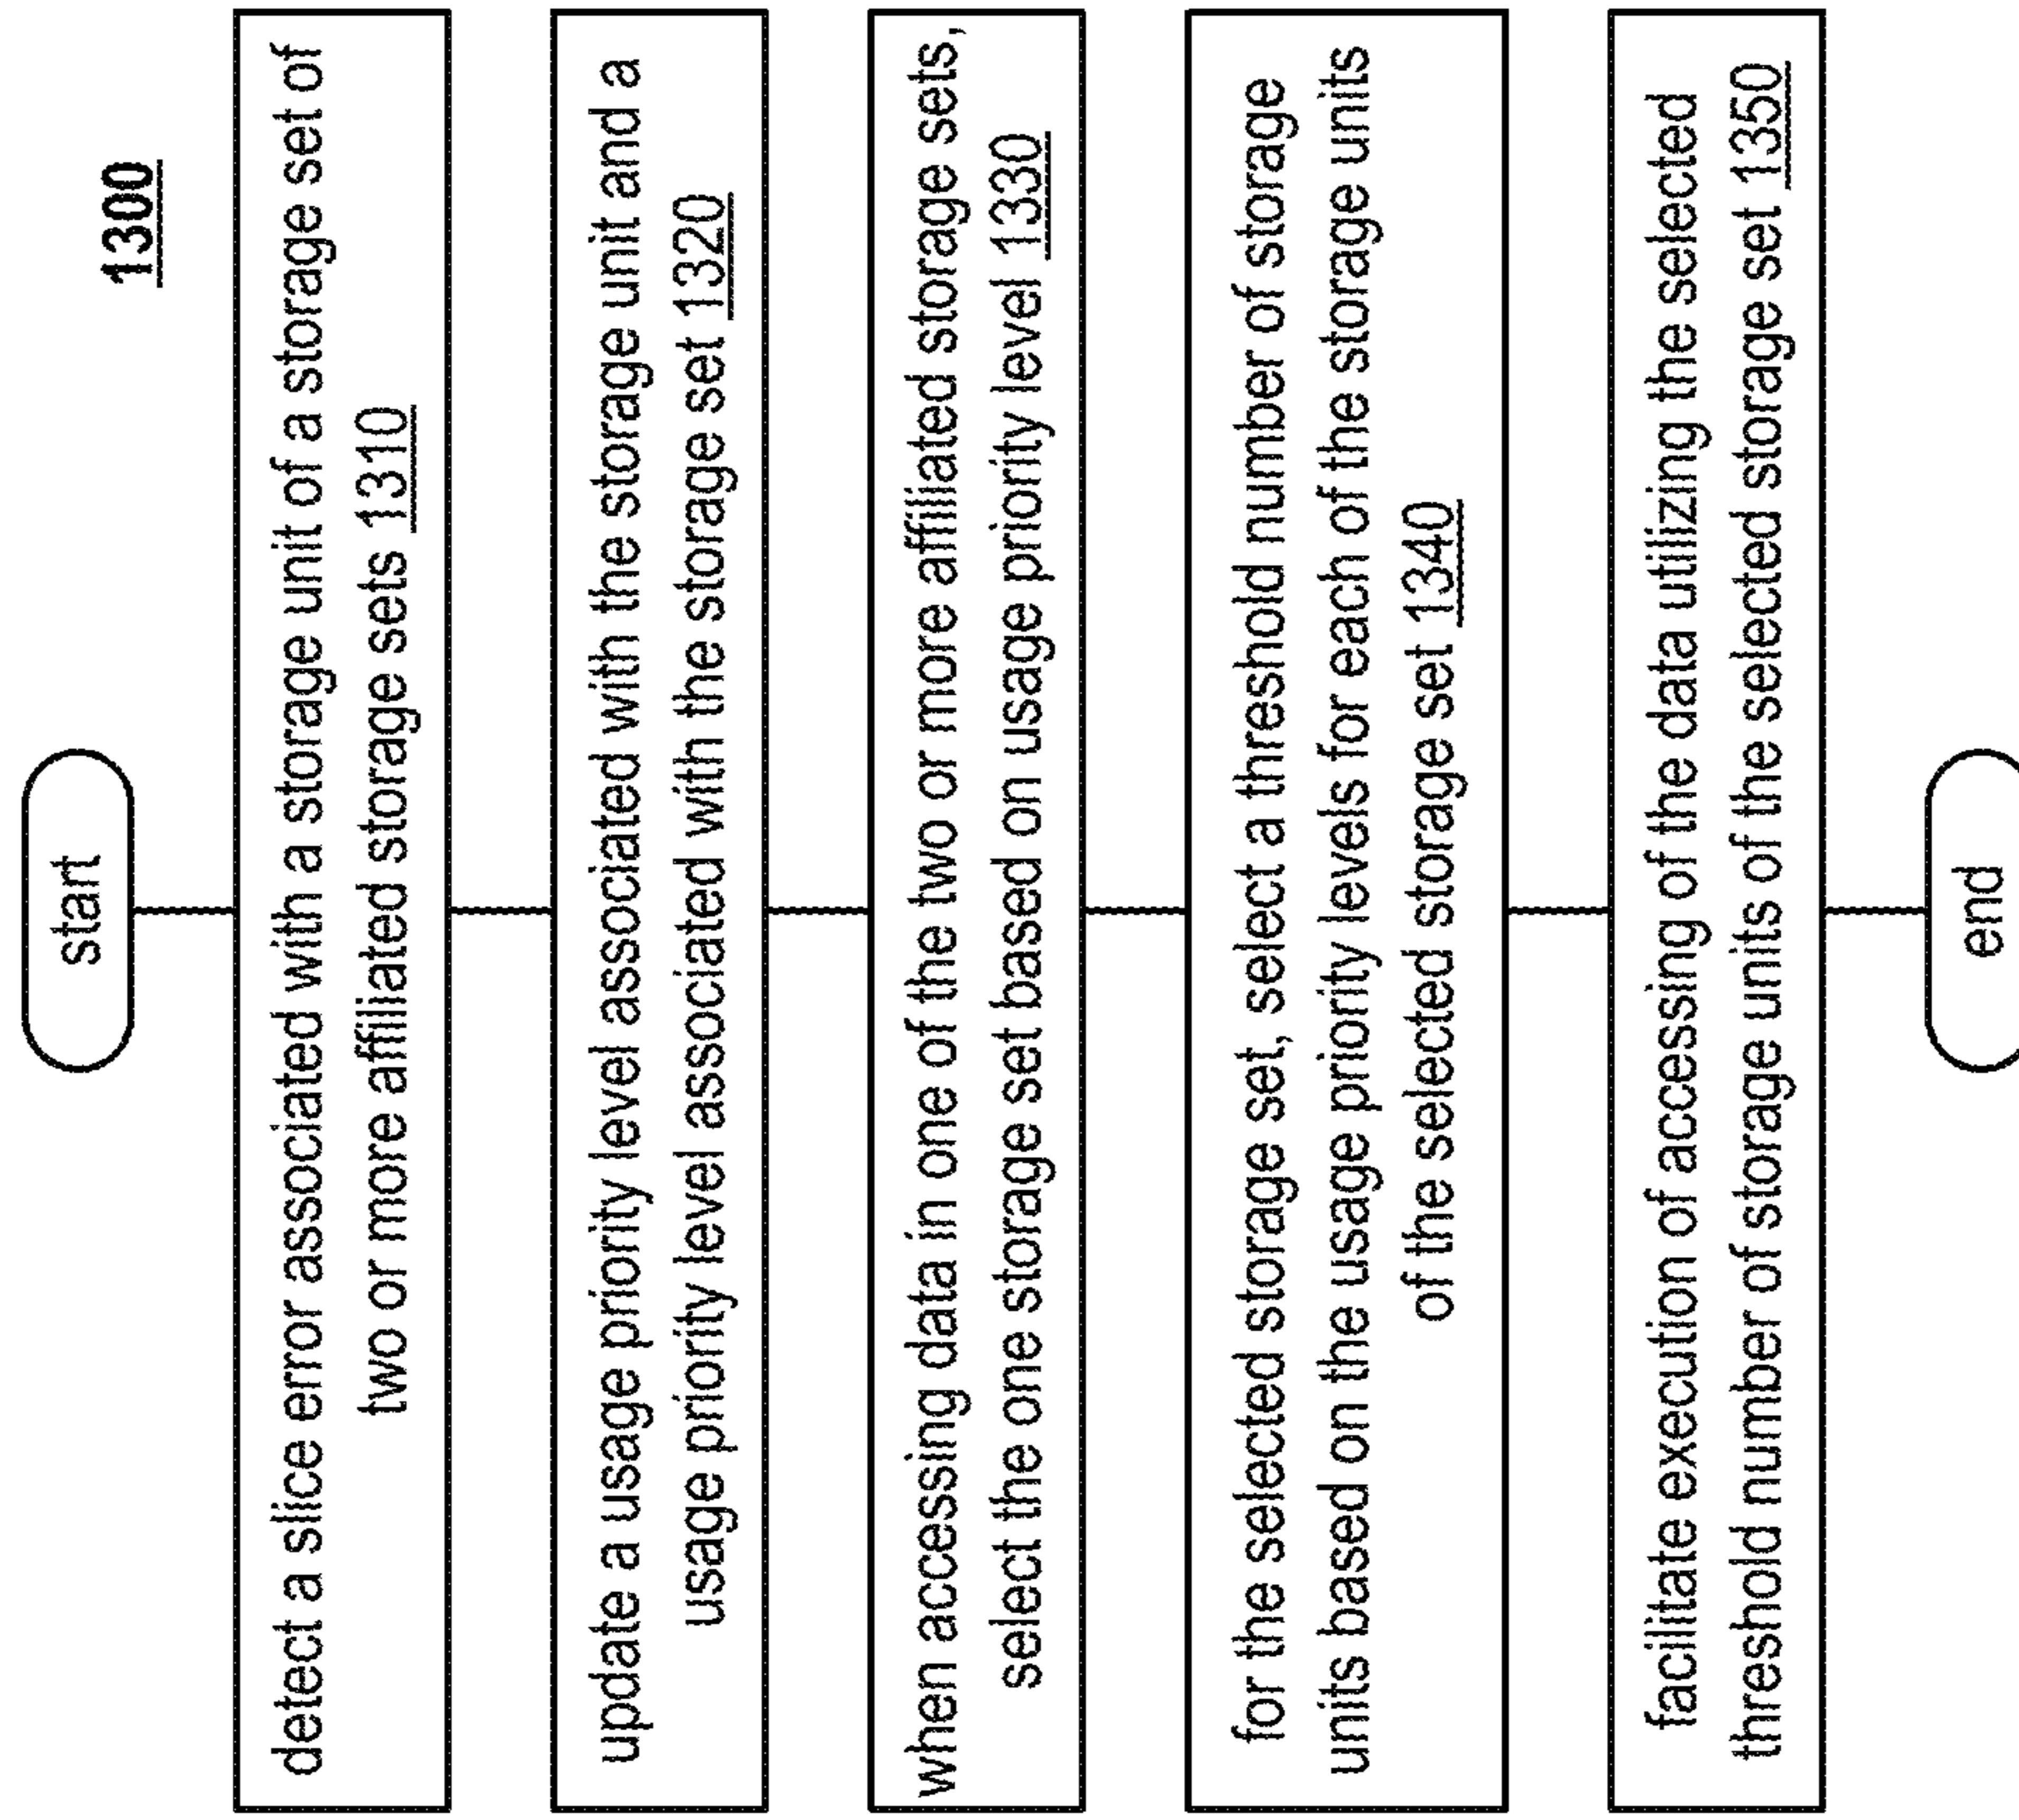 1300
start
detect a slice error associated with a storage unit of a storage set of
two or more affiliated storage sets 1310
update a usage priority level associated with the storage unit and a
usage priority level associated with the storage set 1320
when accessing data in one of the two or more affiliated storage sets,
select the one storage set based on usage priority level 1330
for the selected storage set, select a threshold number of storage
units based on the usage priority levels for each of the storage units
of the selected storage set 1340
facilitate execution of accessing of the data utilizing the selected
threshold number of storage units of the selected storage set 1350
end